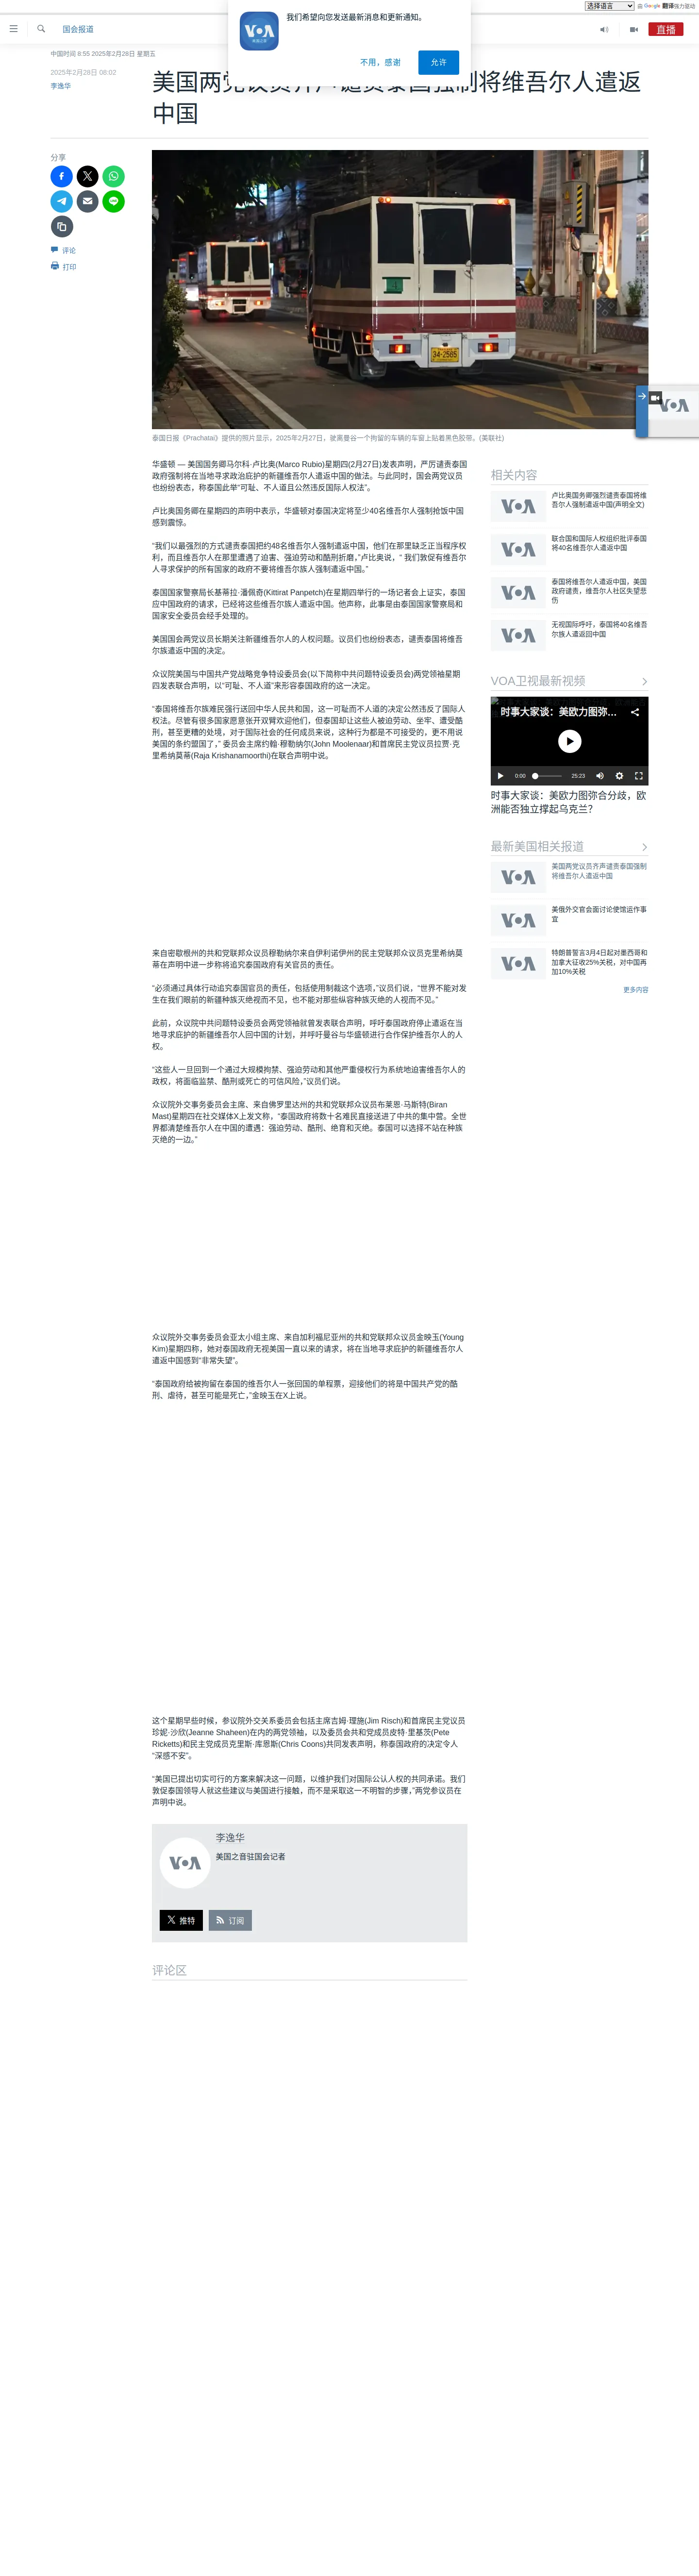 选择语言
由 Google 翻译强力驱动
国会报道
直播
VOA
美国之音
我们希望向您发送最新消息和更新通知。
不用，感谢
允许
中国时间 8:55 2025年2月28日 星期五
2025年2月28日 08:02
李逸华
遣返
中国
分享
评论
打印
34-2585
泰国日报《Prachatai》提供的照片显示，2025年2月27日，驶离曼谷一个拘留的车辆的车窗上贴着黑色胶带。(美联社)
华盛顿 — 美国国务卿马尔科·卢比奥(Marco Rubio)星期四(2月27日)发表声明，严厉谴责泰国
政府强制将在当地寻求政治庇护的新疆维吾尔人遣返中国的做法。与此同时，国会两党议员
也纷纷表态，称泰国此举“可耻、不人道且公然违反国际人权法”。
卢比奥国务卿在星期四的声明中表示，华盛顿对泰国决定将至少40名维吾尔人强制拾饭中国
感到震惊。
“我们以最强烈的方式谴责泰国把约48名维吾尔人强制遣返中国，他们在那里缺乏正当程序权
利，而且维吾尔人在那里遭遇了迫害、强迫劳动和酷刑折磨，”卢比奥说，“ 我们敦促有维吾尔
人寻求保护的所有国家的政府不要将维吾尔族人强制遣返中国。”
泰国国家警察局长基蒂拉·潘佩奇(Kittirat Panpetch)在星期四举行的一场记者会上证实，泰国
应中国政府的请求，已经将这些维吾尔族人遣返中国。他声称，此事是由泰国国家警察局和
国家安全委员会经手处理的。
美国国会两党议员长期关注新疆维吾尔人的人权问题。议员们也纷纷表态，谴责泰国将维吾
尔族遣返中国的决定。
众议院美国与中国共产党战略竞争特设委员会(以下简称中共问题特设委员会)两党领袖星期
四发表联合声明，以“可耻、不人道”来形容泰国政府的这一决定。
“泰国将维吾尔族难民强行送回中华人民共和国，这一可耻而不人道的决定公然违反了国际人
权法。尽管有很多国家愿意张开双臂欢迎他们，但泰国却让这些人被迫劳动、坐牢、遭受酷
刑，甚至更糟的处境，对于国际社会的任何成员来说，这种行为都是不可接受的，更不用说
美国的条约盟国了，” 委员会主席约翰·穆勒纳尔(John Moolenaar)和首席民主党议员拉贾·克
里希纳莫蒂(Raja Krishanamoorthi)在联合声明中说。
来自密歇根州的共和党联邦众议员穆勒纳尔来自伊利诺伊州的民主党联邦众议员克里希纳莫
蒂在声明中进一步称将追究泰国政府有关官员的责任。
“必须通过具体行动追究泰国官员的责任，包括使用制裁这个选项，”议员们说，“世界不能对发
生在我们眼前的新疆种族灭绝视而不见，也不能对那些纵容种族灭绝的人视而不见。”
此前，众议院中共问题特设委员会两党领袖就曾发表联合声明，呼吁泰国政府停止遣返在当
地寻求庇护的新疆维吾尔人回中国的计划，并呼吁曼谷与华盛顿进行合作保护维吾尔人的人
权。
“这些人一旦回到一个通过大规模拘禁、强迫劳动和其他严重侵权行为系统地迫害维吾尔人的
政权，将面临监禁、酷刑或死亡的可信风险，”议员们说。
众议院外交事务委员会主席、来自佛罗里达州的共和党联邦众议员布莱恩·马斯特(Biran
Mast)星期四在社交媒体X上发文称，“泰国政府将数十名难民直接送进了中共的集中营。全世
界都清楚维吾尔人在中国的遭遇：强迫劳动、酷刑、绝育和灭绝。泰国可以选择不站在种族
灭绝的一边。”
众议院外交事务委员会亚太小组主席、来自加利福尼亚州的共和党联邦众议员金映玉(Young
Kim)星期四称，她对泰国政府无视美国一直以来的请求，将在当地寻求庇护的新疆维吾尔人
遣返中国感到“非常失望”。
“泰国政府给被拘留在泰国的维吾尔人一张回国的单程票，迎接他们的将是中国共产党的酷
刑、虐待，甚至可能是死亡，”金映玉在X上说。
这个星期早些时候，参议院外交关系委员会包括主席吉姆·理施(Jim Risch)和首席民主党议员
珍妮·沙欣(Jeanne Shaheen)在内的两党领袖，以及委员会共和党成员皮特·里基茨(Pete
Ricketts)和民主党成员克里斯·库恩斯(Chris Coons)共同发表声明，称泰国政府的决定令人
“深感不安”。
“美国已提出切实可行的方案来解决这一问题，以维护我们对国际公认人权的共同承诺。我们
敦促泰国领导人就这些建议与美国进行接触，而不是采取这一不明智的步骤，”两党参议员在
声明中说。
VOA
李逸华
美国之音驻国会记者
推特
订阅
评论区
VOA
相关内容
VOA
卢比奥国务卿强烈谴责泰国将维
吾尔人强制遣返中国(声明全文)
VOA
联合国和国际人权组织批评泰国
将40名维吾尔人遣返中国
VOA
泰国将维吾尔人遣返中国，美国
政府谴责，维吾尔人社区失望悲
伤
VOA
无视国际呼吁，泰国将40名维吾
尔族人遣返回中国
VOA卫视最新视频
时事大家谈：美欧力图弥...
0:00
25:23
时事大家谈：美欧力图弥合分歧，欧
洲能否独立撑起乌克兰？
最新美国相关报道
VOA
美国两党议员齐声谴责泰国强制
将维吾尔人遣返中国
VOA
美俄外交官会面讨论使馆运作事
宜
VOA
特朗普誓言3月4日起对墨西哥和
加拿大征收25%关税，对中国再
加10%关税
更多内容